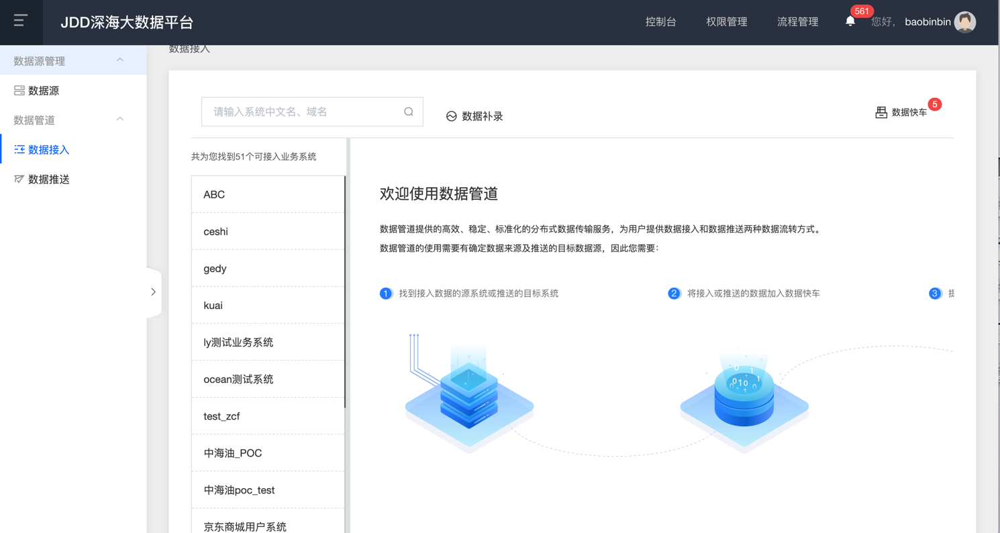 JDD深海大数据平台
控制台
权限管理
流程管理
561
您好， baobinbin
数据源管理
数据源
数据管道
数据接入
数据推送
数据接入
请输入系统中文名、域名
数据补录
数据快车
5
共为您找到51个可接入业务系统
ABC
ceshi
gedy
kuai
ly测试业务系统
ocean测试系统
test_zcf
中海油_POC
中海油poc_test
京东商城用户系统
欢迎使用数据管道
数据管道提供的高效、稳定、标准化的分布式数据传输服务，为用户提供数据接入和数据推送两种数据流转方式。
数据管道的使用需要有确定数据来源及推送的目标数据源，因此您需要：
1 找到接入数据的源系统或推送的目标系统
2 将接入或推送的数据加入数据快车
3